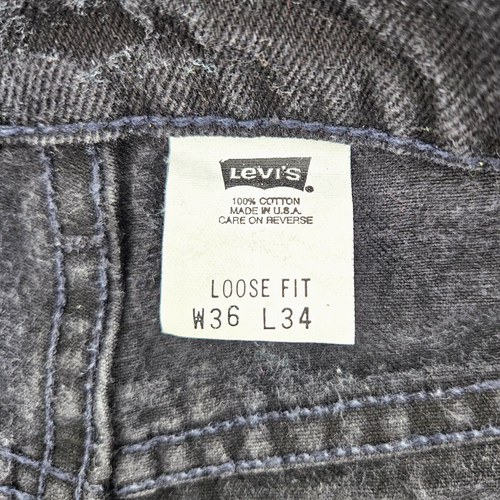 LEVI'S
100% COTTON
MADE IN U.S.A.
CARE ON REVERSE
LOOSE FIT
W36 L34